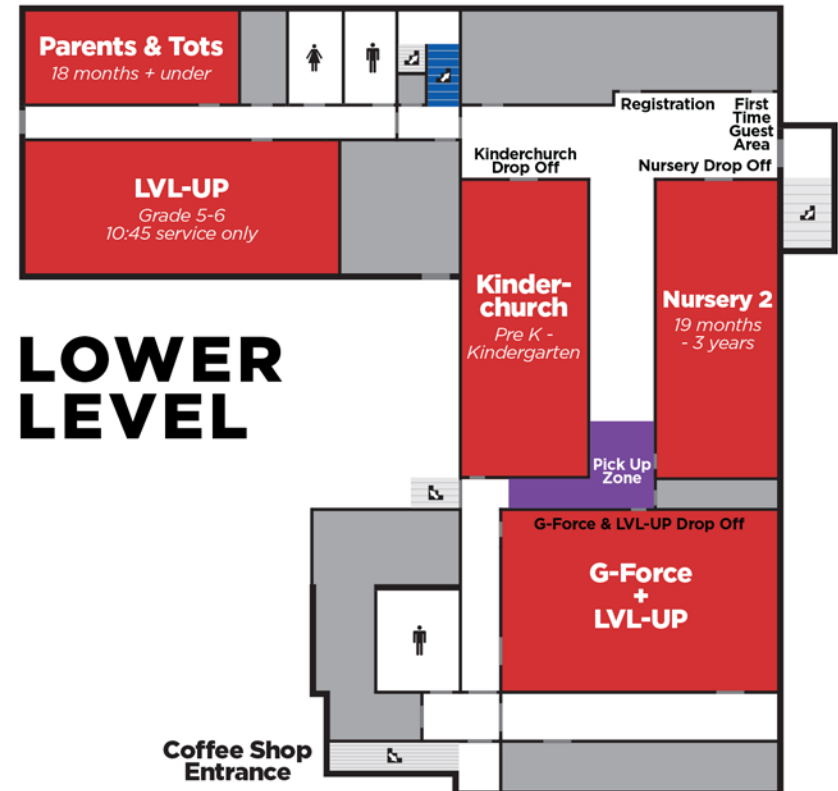 Parents & Tots
18 months + under
Registration
First
Time
Guest
Area
Kinderchurch
Drop Off
Nursery Drop Off
LVL-UP
Grade 5-6
10:45 service only
Kinder-
church
Pre K -
Kindergarten
Nursery 2
19 months
- 3 years
LOWER
LEVEL
Pick Up
Zone
G-Force & LVL-UP Drop Off
G-Force
+
LVL-UP
Coffee Shop
Entrance